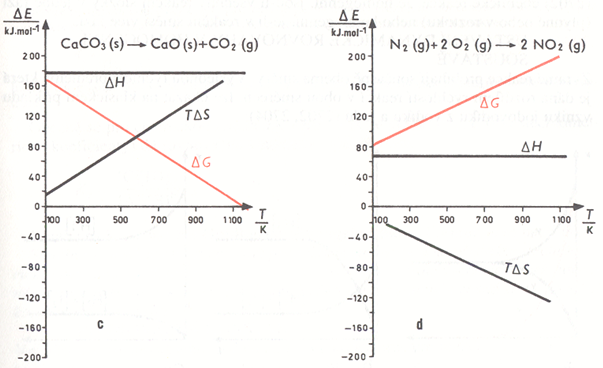 ΔE
kJ.mol⁻¹
CaCO₃ (s) → CaO (s) + CO₂ (g)
200
160
120
80
40
0
-40
-80
-120
-160
-200
ΔH
TΔS
ΔG
100 300 500 700 900 1100
T
K
c
ΔE
kJ.mol⁻¹
N₂ (g) + 2 O₂ (g) → 2 NO₂ (g)
200
160
120
80
40
0
-40
-80
-120
-160
-200
ΔG
ΔH
TΔS
100 300 500 700 900 1100
T
K
d